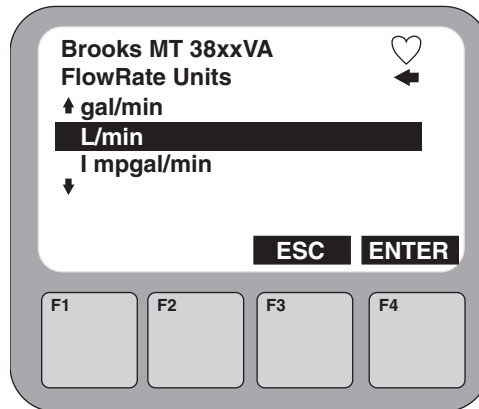 Brooks MT 38xxVA
FlowRate Units
gal/min
L/min
I mpgal/min
ESC ENTER
F1 F2 F3 F4